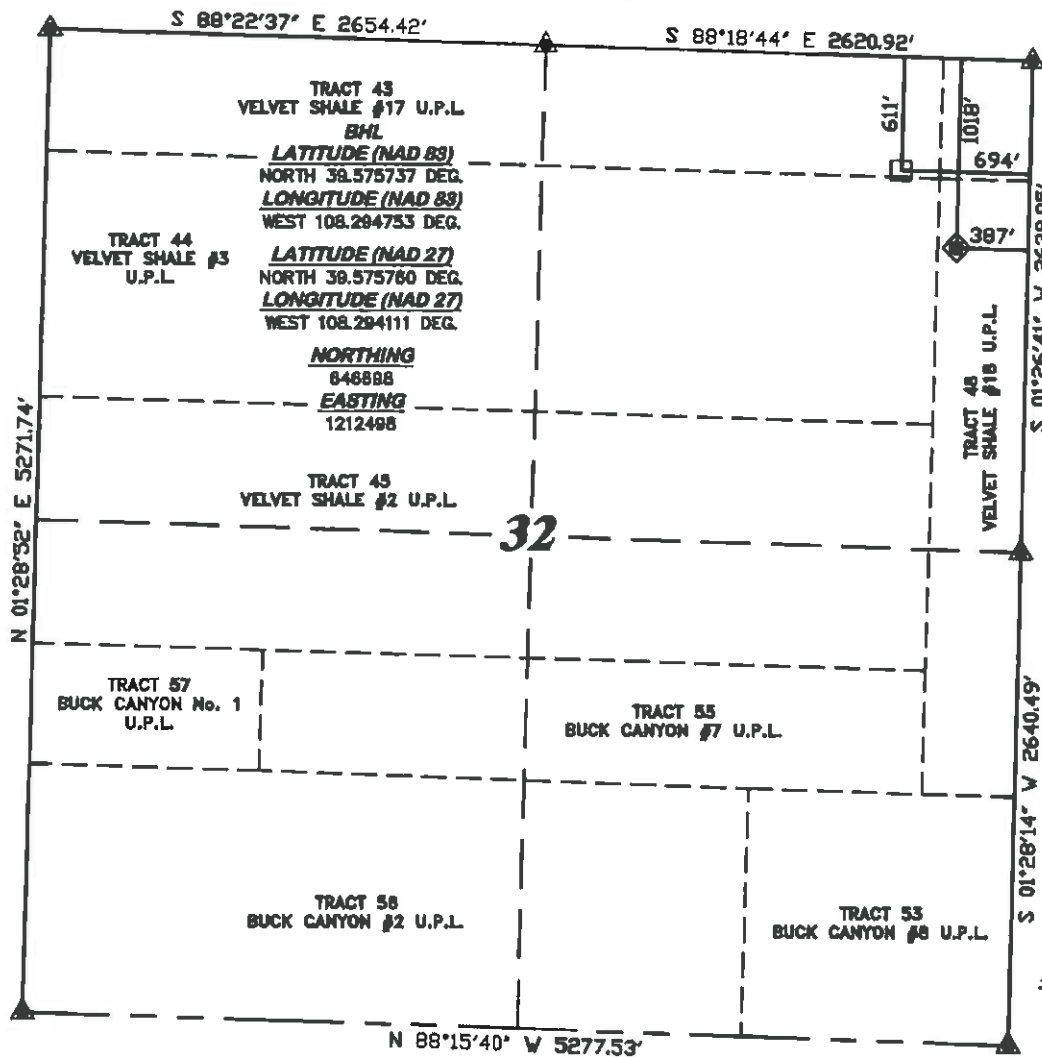 S 88°22'37" E 2654.42'
S 88°18'44" E 2620.92'
TRACT 43
VELVET SHALE #17 U.P.L.
BHL
LATITUDE (NAD 83)
NORTH 39.575737 DEG.
LONGITUDE (NAD 83)
WEST 108.294753 DEG.
LATITUDE (NAD 27)
NORTH 39.575760 DEG.
LONGITUDE (NAD 27)
WEST 108.294111 DEG.
NORTHING
EASTING
611'
1018'
694'
387'
TRACT 44
VELVET SHALE #3
U.P.L.
S 01°26'41" W
TRACT 46
VELVET SHALE #18 U.P.L.
N 01°28'52" E 5271.74'
TRACT 45
VELVET SHALE #2 U.P.L.
32
TRACT 57
BUCK CANYON No. 1
U.P.L.
TRACT 55
BUCK CANYON #7 U.P.L.
S 01°28'14" W 2640.49'
TRACT 58
BUCK CANYON #2 U.P.L.
TRACT 53
BUCK CANYON #8 U.P.L.
N 88°15'40" W 5277.53'